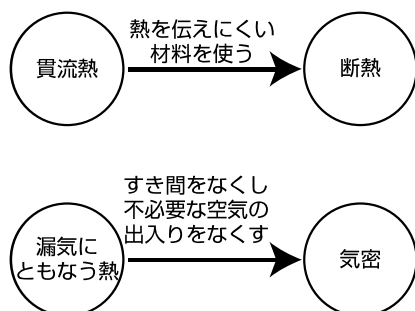 貫流熱
熱を伝えにくい
材料を使う
断熱
漏気に
ともなう熱
すき間をなくし
不必要な空気の
出入りをなくす
気密